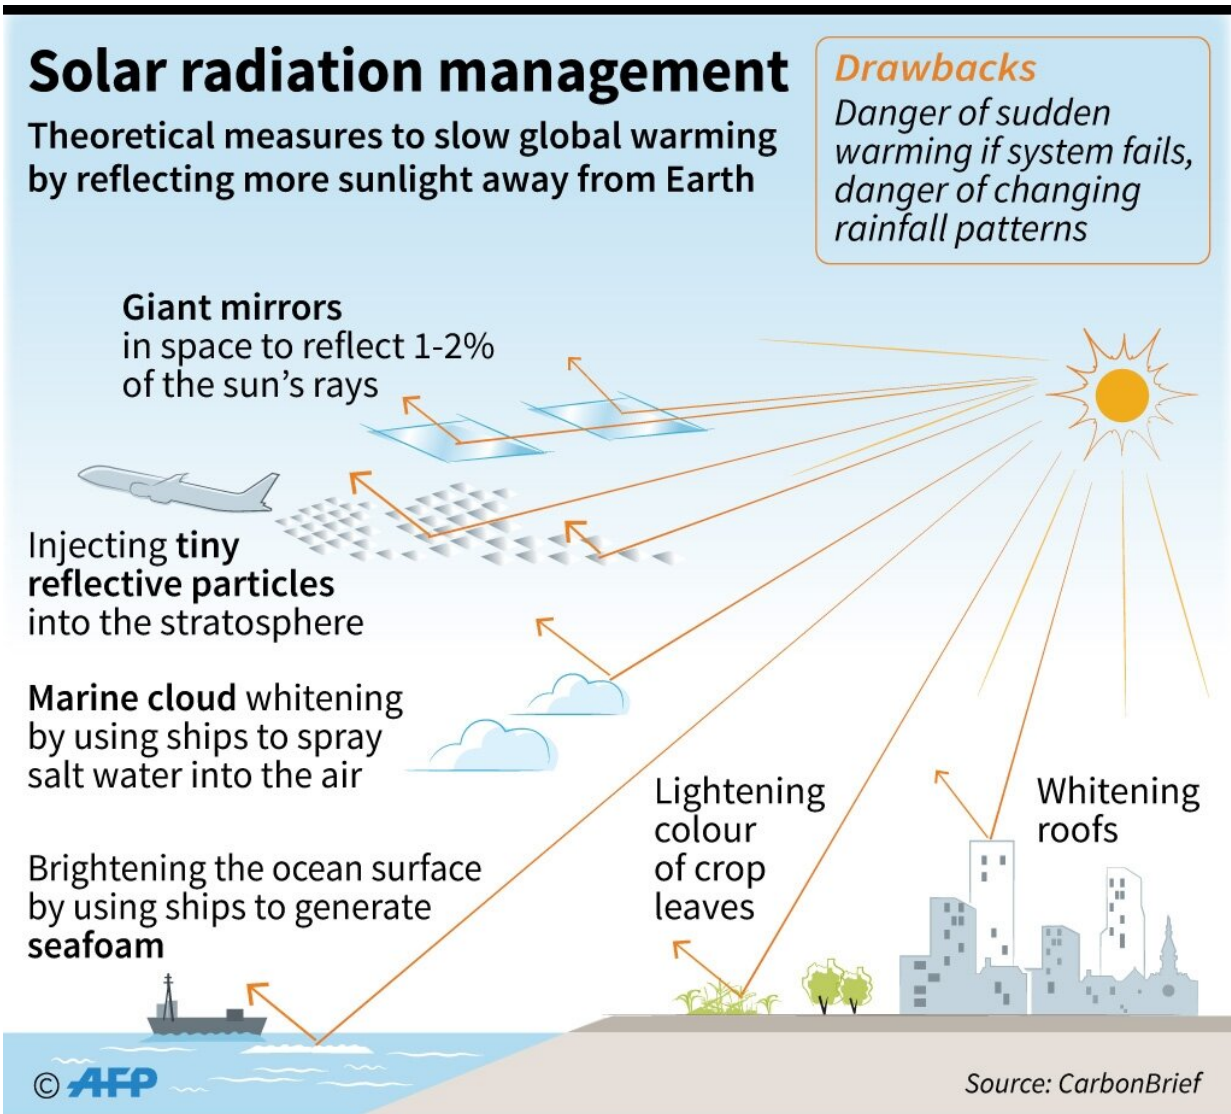 Solar radiation management
Theoretical measures to slow global warming
by reflecting more sunlight away from Earth
Drawbacks
Danger of sudden
warming if system fails,
danger of changing
rainfall patterns
Giant mirrors
in space to reflect 1-2%
of the sun's rays
Injecting tiny
reflective particles
into the stratosphere
Marine cloud whitening
by using ships to spray
salt water into the air
Brightening the ocean surface
by using ships to generate
seafoam
Lightening
colour
of crop
leaves
Whitening
roofs
© AFP
Source: CarbonBrief